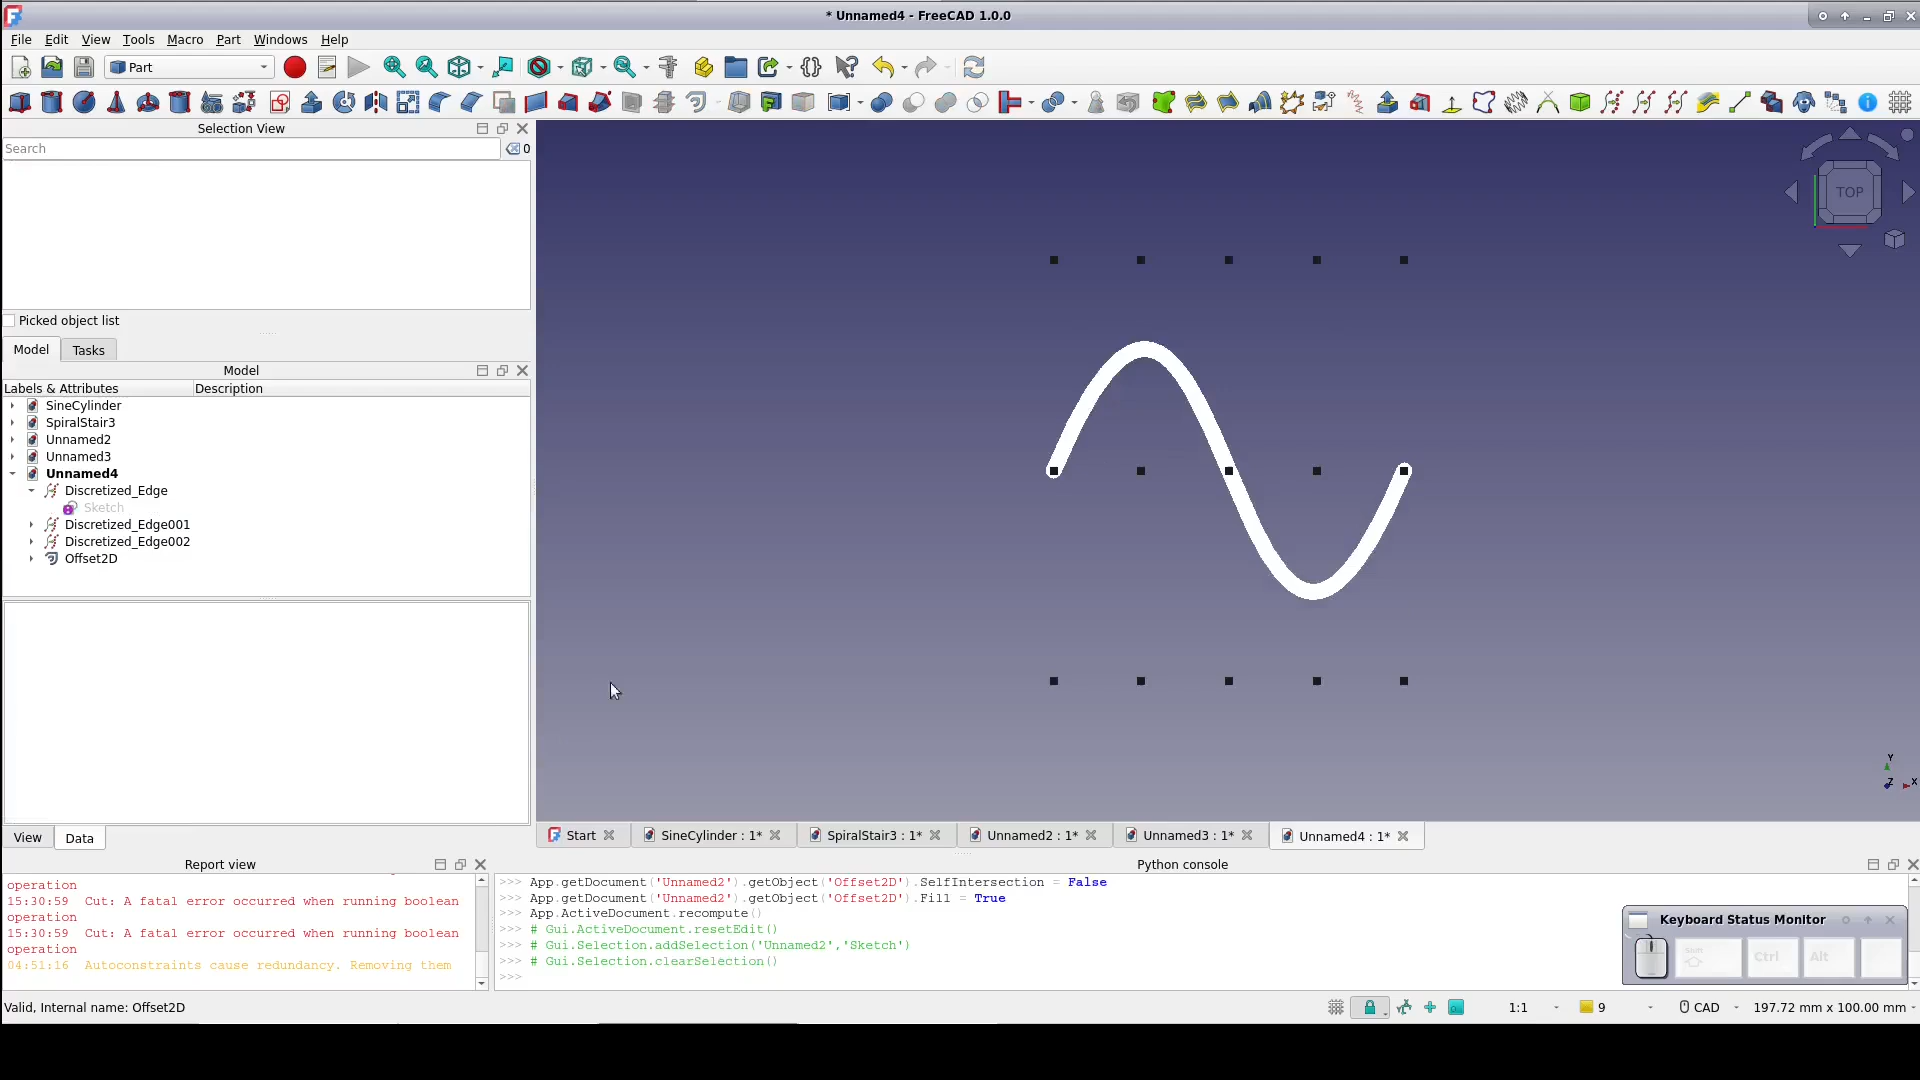 * Unnamed4 - FreeCAD 1.0.0
File Edit View Tools Macro Part Windows Help
Part
Selection View
Search
0
Picked object list
Model Tasks
Model
Labels & Attributes Description
SineCylinder
SpiralStair3
Unnamed2
Unnamed3
Unnamed4
Discretized_Edge
Sketch
Discretized_Edge001
Discretized_Edge002
Offset2D
TOP
Y
Z X
View Data
Start SineCylinder : 1* SpiralStair3 : 1* Unnamed2 : 1* Unnamed3 : 1* Unnamed4 : 1*
Report view
operation
15:30:59 Cut: A fatal error occurred when running boolean
operation
15:30:59 Cut: A fatal error occurred when running boolean
operation
04:51:16 Autoconstraints cause redundancy. Removing them
Python console
>>> App.getDocument('Unnamed2').getObject('Offset2D').SelfIntersection = False
>>> App.getDocument('Unnamed2').getObject('Offset2D').Fill = True
>>> App.ActiveDocument.recompute()
>>> # Gui.ActiveDocument.resetEdit()
>>> # Gui.Selection.addSelection('Unnamed2','Sketch')
>>> # Gui.Selection.clearSelection()
>>>
Keyboard Status Monitor
Shift Ctrl Alt
Valid, Internal name: Offset2D
1:1 9 CAD 197.72 mm x 100.00 mm